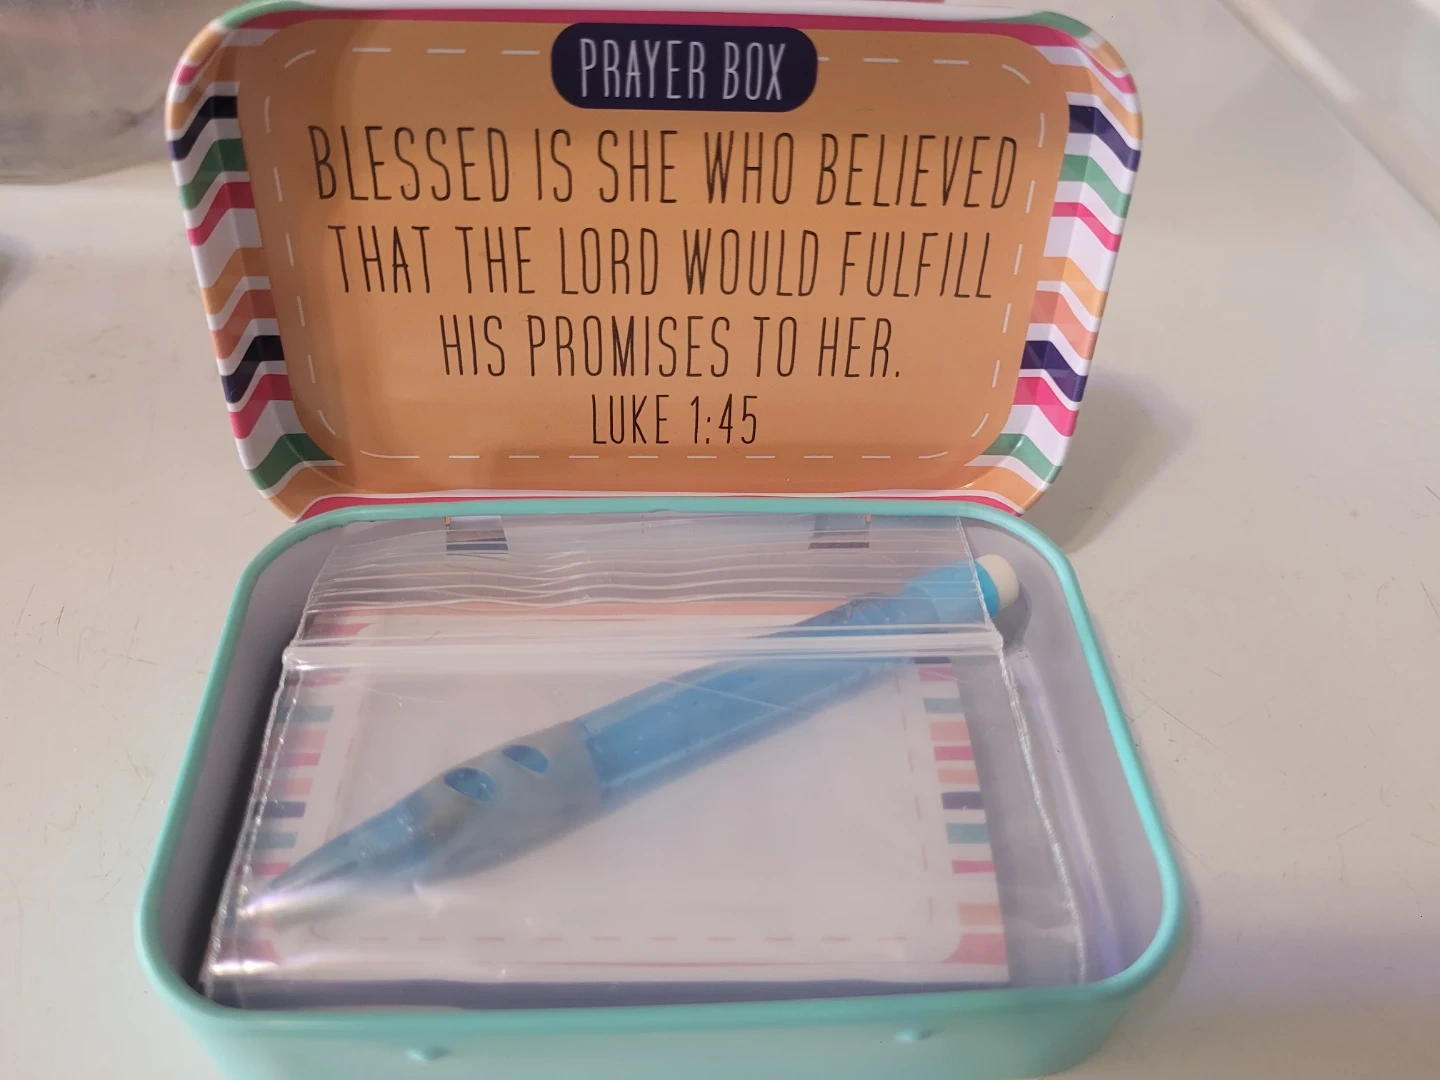 PRAYER BOX
BLESSED IS SHE WHO BELIEVED
THAT THE LORD WOULD FULFILL
HIS PROMISES TO HER.
LUKE 1:45